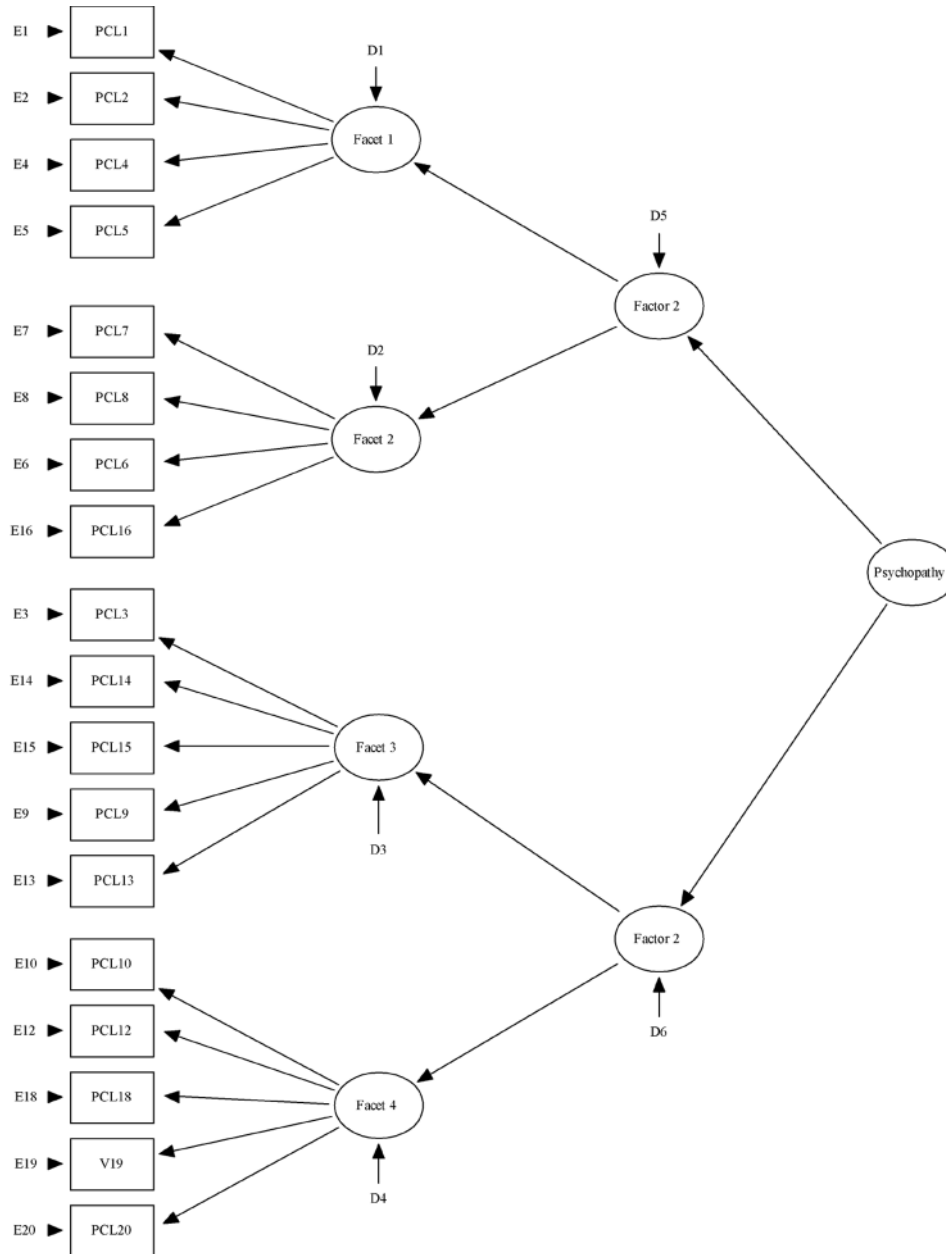 E1 PCL1
D1
E2 PCL2
Facet 1
E4 PCL4
E5 PCL5
D5
Factor 2
E7 PCL7
D2
E8 PCL8
Facet 2
E6 PCL6
E16 PCL16
Psychopathy
E3 PCL3
E14 PCL14
E15 PCL15
Facet 3
E9 PCL9
D3
E13 PCL13
Factor 2
E10 PCL10
E12 PCL12
D6
E18 PCL18
Facet 4
E19 V19
D4
E20 PCL20